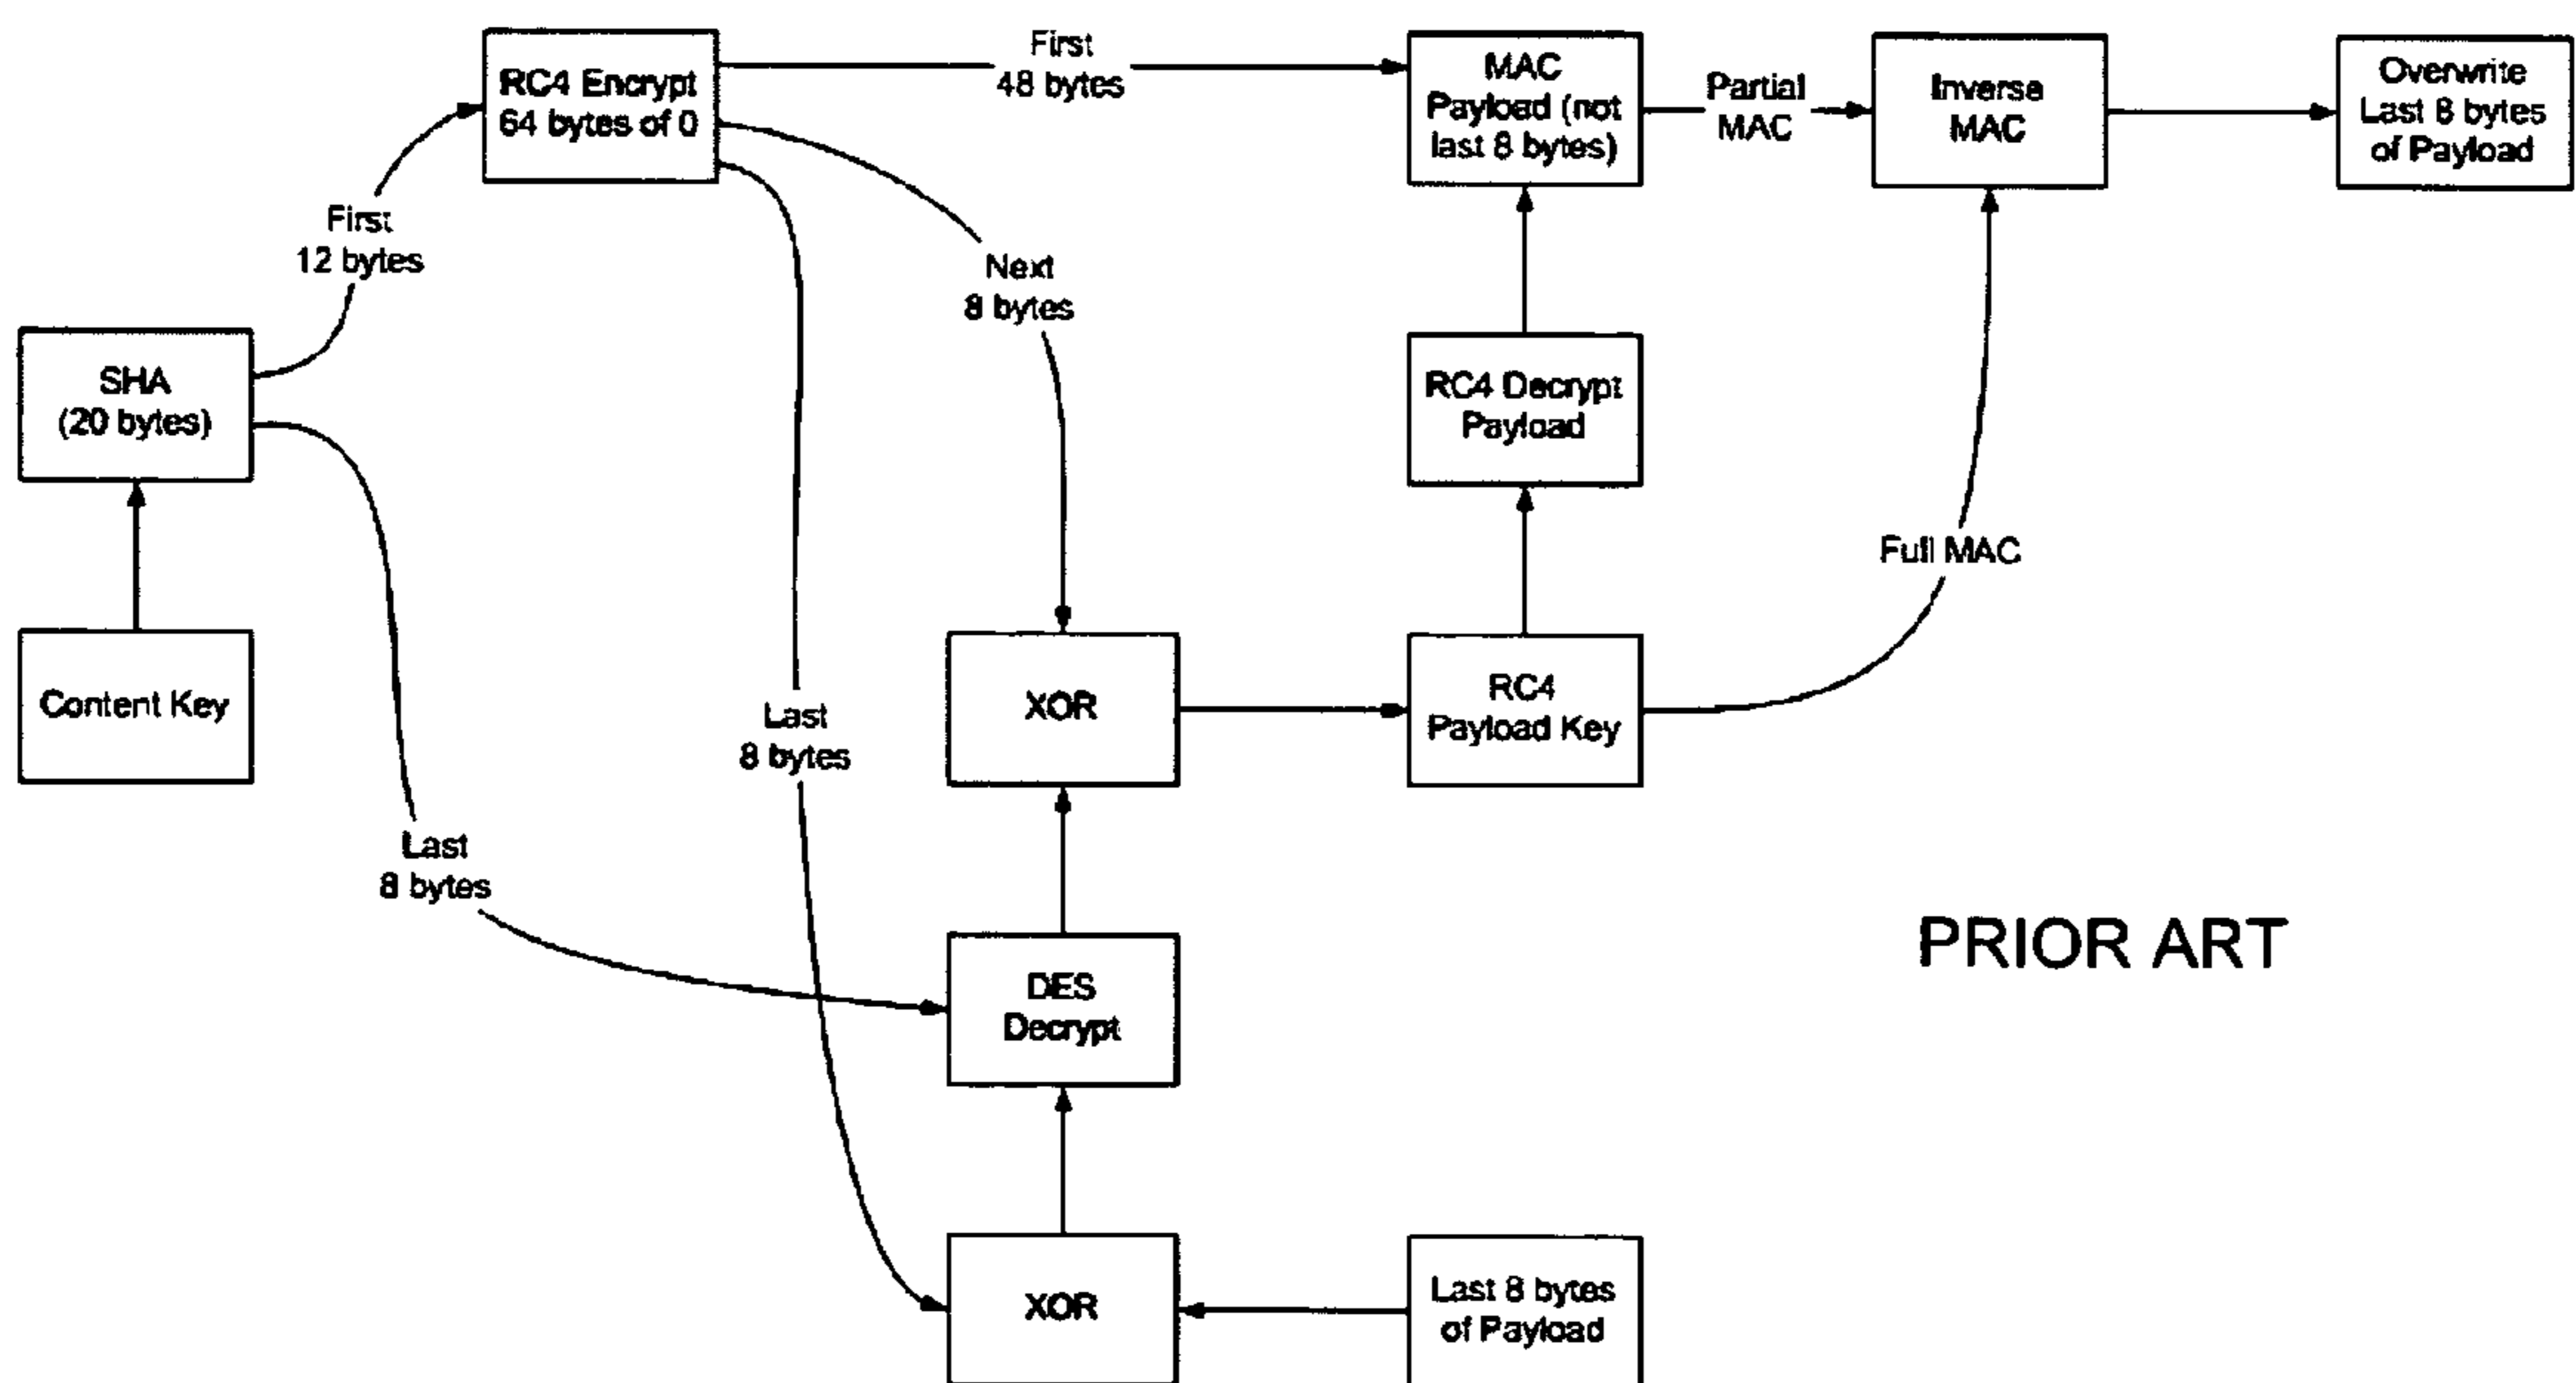 First
48 bytes
RC4 Encrypt
64 bytes of 0
MAC
Payload (not
last 8 bytes)
Partial
MAC
Inverse
MAC
Overwrite
Last 8 bytes
of Payload
First
12 bytes
Next
8 bytes
SHA
(20 bytes)
RC4 Decrypt
Payload
Full MAC
Content Key
XOR
RC4
Payload Key
Last
8 bytes
Last
8 bytes
PRIOR ART
DES
Decrypt
XOR
Last 8 bytes
of Payload